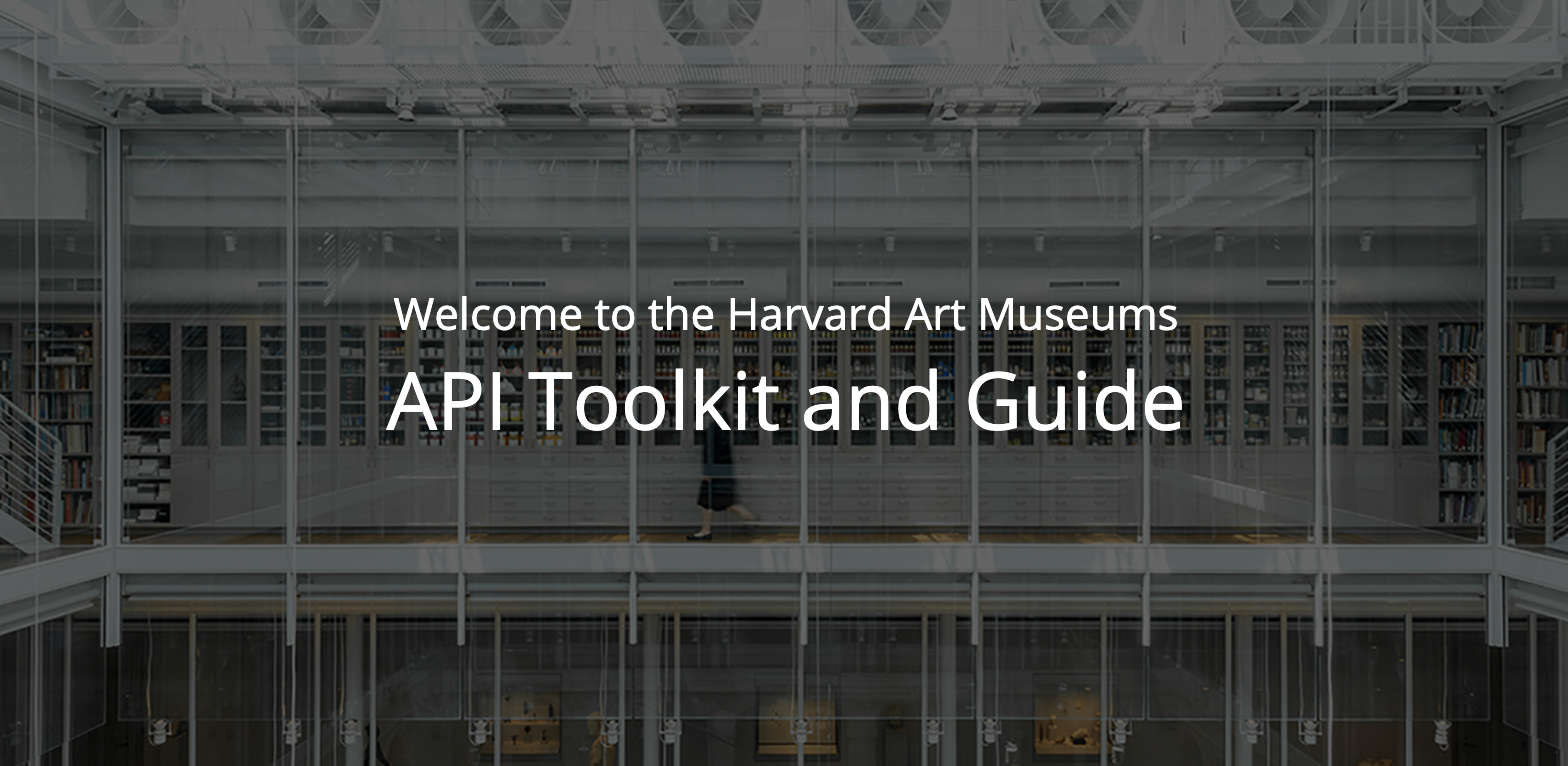 Welcome to the Harvard Art Museums
API Toolkit and Guide